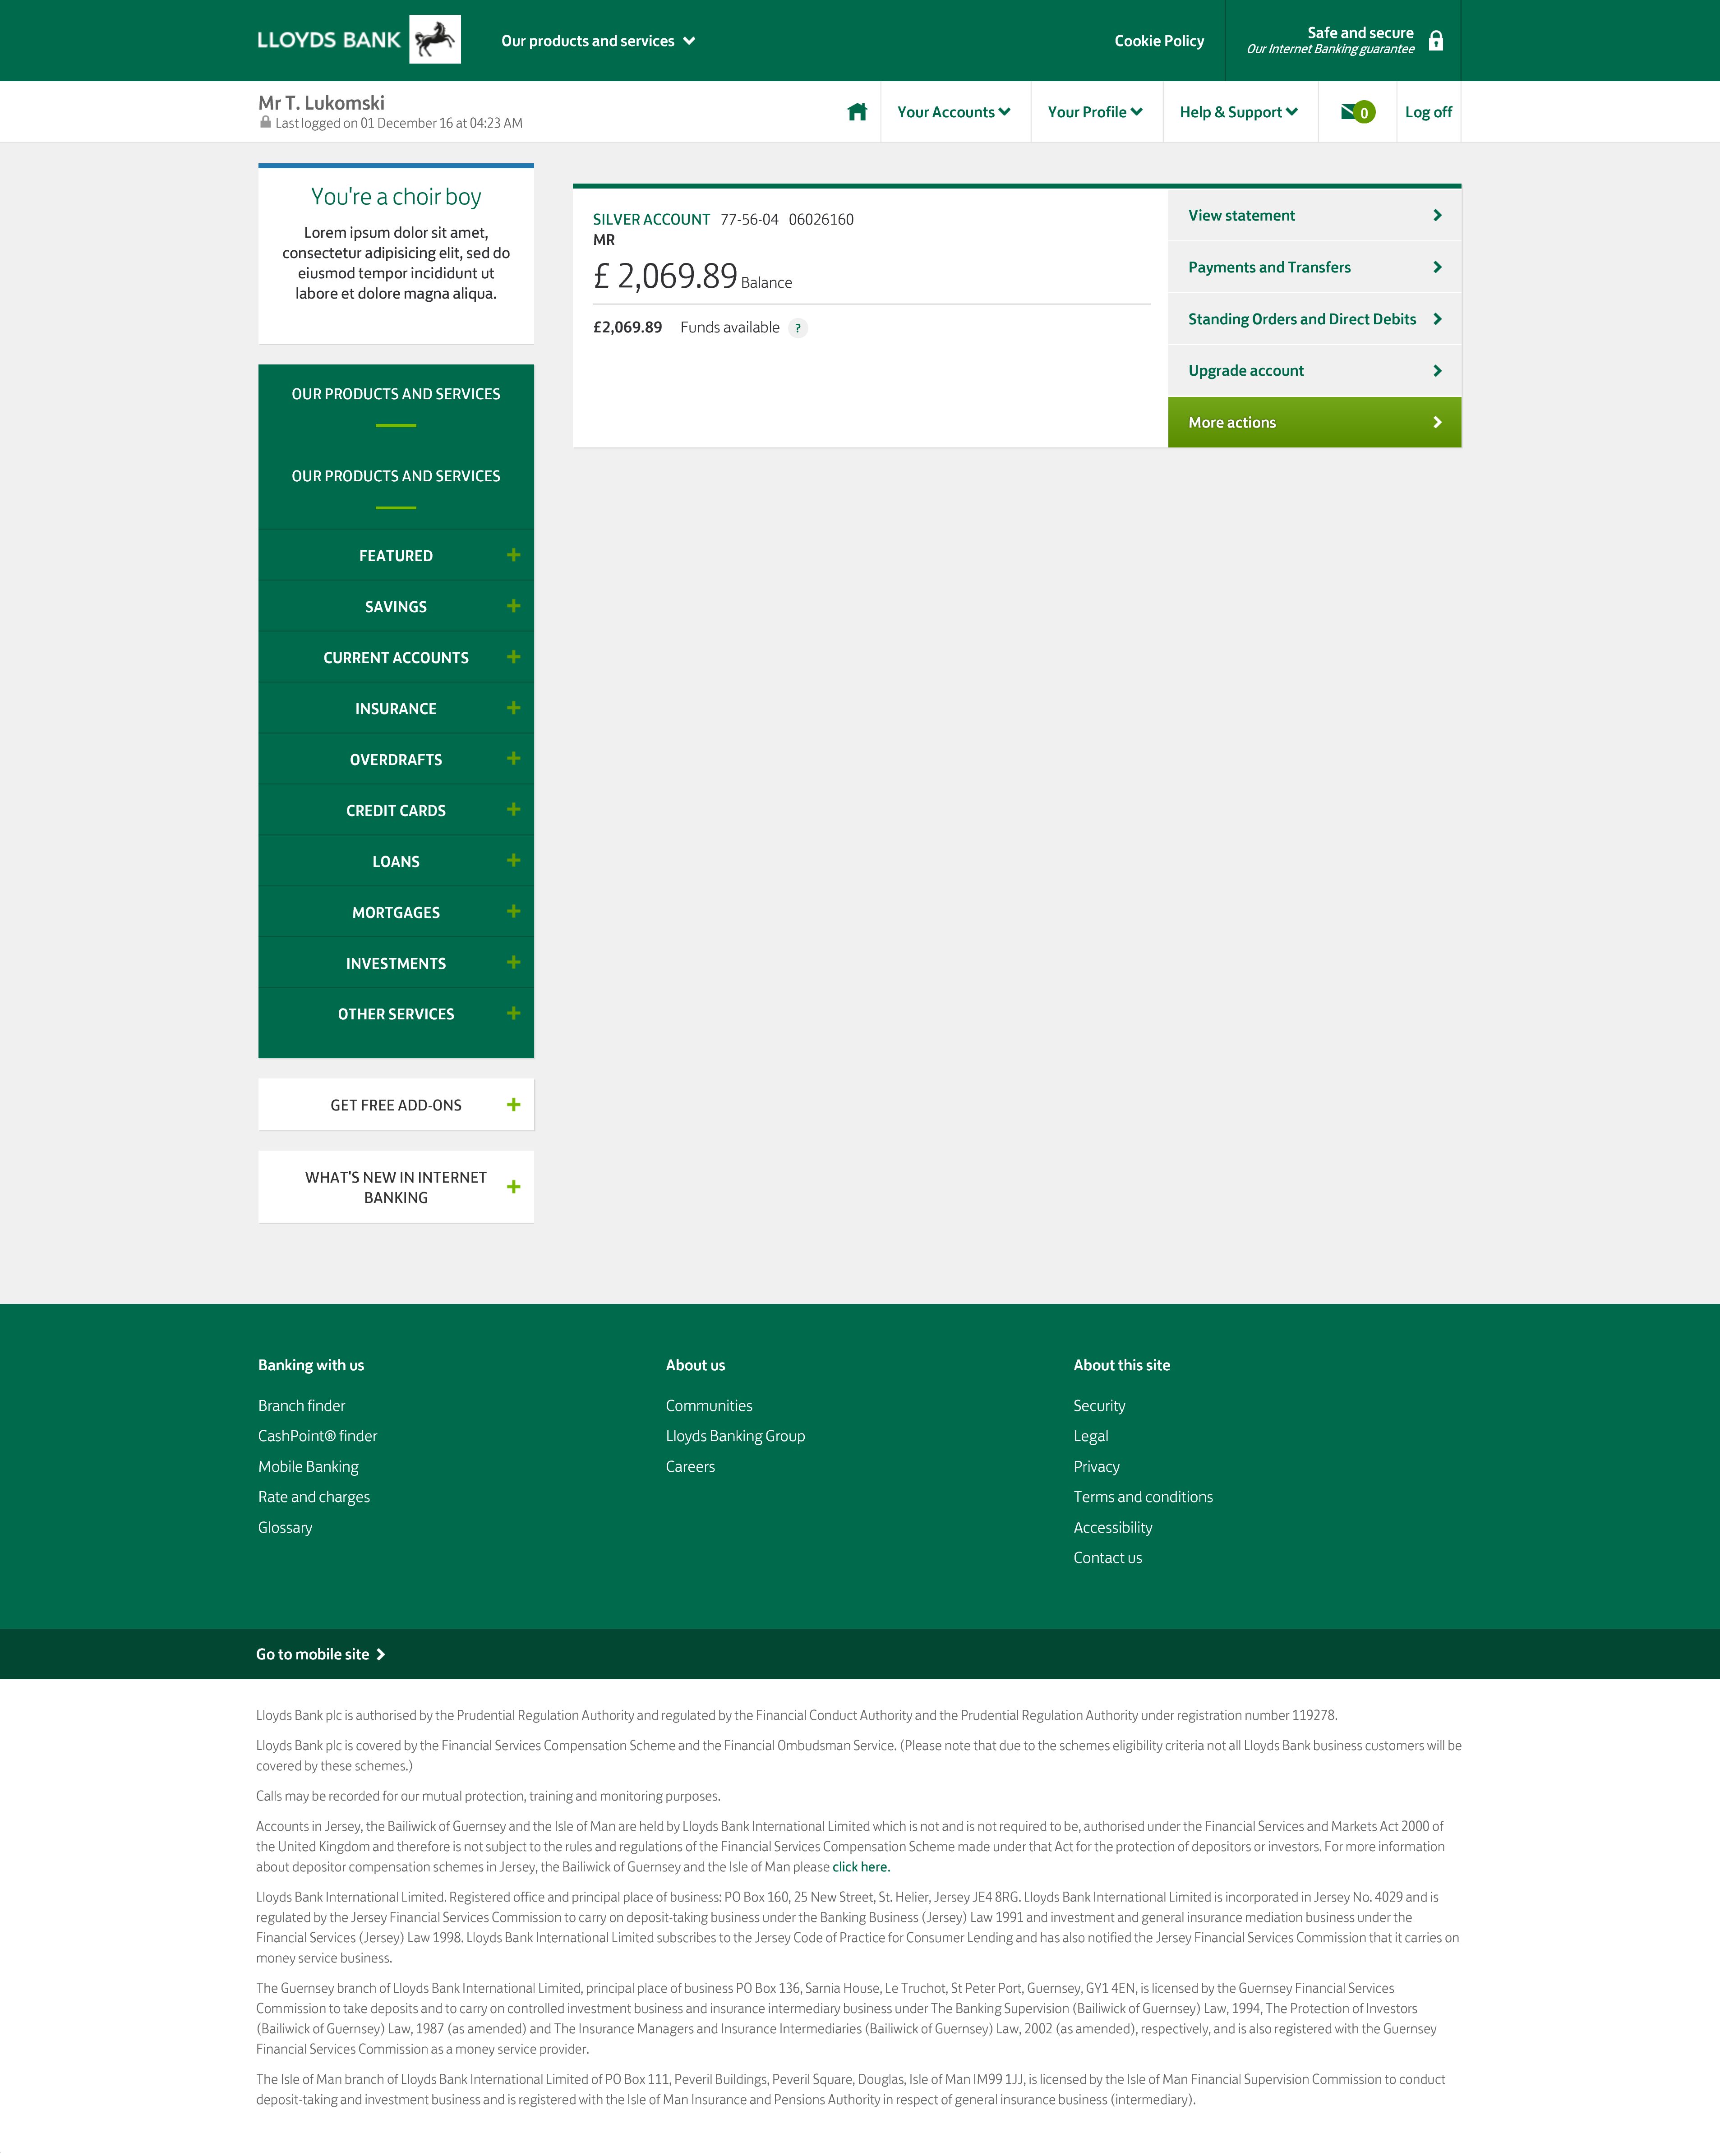 LLOYDS BANK
Our products and services
Cookie Policy
Safe and secure
Our Internet Banking guarantee
Mr T. Lukomski
Last logged on 01 December 16 at 04:23 AM
Your Accounts
Your Profile
Help & Support
0
Log off
You're a choir boy
Lorem ipsum dolor sit amet,
consectetur adipisicing elit, sed do
eiusmod tempor incididunt ut
labore et dolore magna aliqua.
SILVER ACCOUNT 77-56-04 06026160
MR
£ 2,069.89 Balance
£2,069.89 Funds available ?
View statement
Payments and Transfers
Standing Orders and Direct Debits
Upgrade account
More actions
OUR PRODUCTS AND SERVICES
OUR PRODUCTS AND SERVICES
FEATURED
SAVINGS
CURRENT ACCOUNTS
INSURANCE
OVERDRAFTS
CREDIT CARDS
LOANS
MORTGAGES
INVESTMENTS
OTHER SERVICES
GET FREE ADD-ONS
WHAT'S NEW IN INTERNET
BANKING
Banking with us
Branch finder
CashPoint® finder
Mobile Banking
Rate and charges
Glossary
About us
Communities
Lloyds Banking Group
Careers
About this site
Security
Legal
Privacy
Terms and conditions
Accessibility
Contact us
Go to mobile site
Lloyds Bank plc is authorised by the Prudential Regulation Authority and regulated by the Financial Conduct Authority and the Prudential Regulation Authority under registration number 119278.
Lloyds Bank plc is covered by the Financial Services Compensation Scheme and the Financial Ombudsman Service. (Please note that due to the schemes eligibility criteria not all Lloyds Bank business customers will be
covered by these schemes.)
Calls may be recorded for our mutual protection, training and monitoring purposes.
Accounts in Jersey, the Bailiwick of Guernsey and the Isle of Man are held by Lloyds Bank International Limited which is not and is not required to be, authorised under the Financial Services and Markets Act 2000 of
the United Kingdom and therefore is not subject to the rules and regulations of the Financial Services Compensation Scheme made under that Act for the protection of depositors or investors. For more information
about depositor compensation schemes in Jersey, the Bailiwick of Guernsey and the Isle of Man please click here.
Lloyds Bank International Limited. Registered office and principal place of business: PO Box 160, 25 New Street, St. Helier, Jersey JE4 8RG. Lloyds Bank International Limited is incorporated in Jersey No. 4029 and is
regulated by the Jersey Financial Services Commission to carry on deposit-taking business under the Banking Business (Jersey) Law 1991 and investment and general insurance mediation business under the
Financial Services (Jersey) Law 1998. Lloyds Bank International Limited subscribes to the Jersey Code of Practice for Consumer Lending and has also notified the Jersey Financial Services Commission that it carries on
money service business.
The Guernsey branch of Lloyds Bank International Limited, principal place of business PO Box 136, Sarnia House, Le Truchot, St Peter Port, Guernsey, GY1 4EN, is licensed by the Guernsey Financial Services
Commission to take deposits and to carry on controlled investment business and insurance intermediary business under The Banking Supervision (Bailiwick of Guernsey) Law, 1994, The Protection of Investors
(Bailiwick of Guernsey) Law, 1987 (as amended) and The Insurance Managers and Insurance Intermediaries (Bailiwick of Guernsey) Law, 2002 (as amended), respectively, and is also registered with the Guernsey
Financial Services Commission as a money service provider.
The Isle of Man branch of Lloyds Bank International Limited of PO Box 111, Peveril Buildings, Peveril Square, Douglas, Isle of Man IM99 1JJ, is licensed by the Isle of Man Financial Supervision Commission to conduct
deposit-taking and investment business and is registered with the Isle of Man Insurance and Pensions Authority in respect of general insurance business (intermediary).